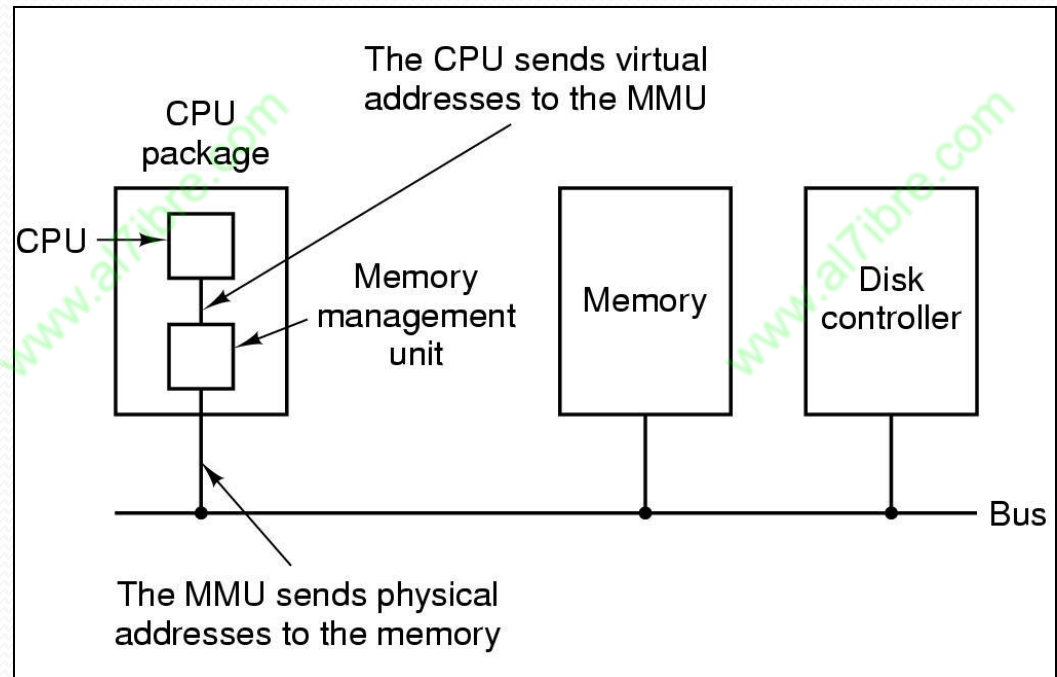 The CPU sends virtual
addresses to the MMU
CPU
package
CPU
Memory
management
unit
Memory
Disk
controller
Bus
The MMU sends physical
addresses to the memory
www.al7ibre.com
www.al7ibre.com